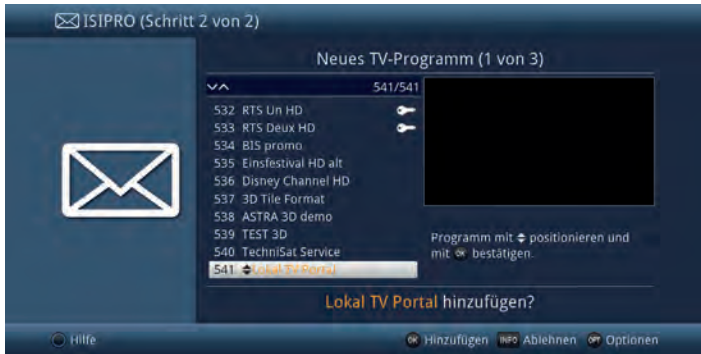 ISIPRO (Schritt 2 von 2)
Neues TV-Programm (1 von 3)
541/541
532 RTS Un HD
533 RTS Deux HD
534 BIS promo
535 Einsfestival HD alt
536 Disney Channel HD
537 3D Tile Format
538 ASTRA 3D demo
539 TEST 3D
540 TechniSat Service
541 Lokal TV Portal
Programm mit positionieren und
mit OK bestätigen.
Lokal TV Portal hinzufügen?
Hilfe OK Hinzufügen INFO Ablehnen OPT Optionen